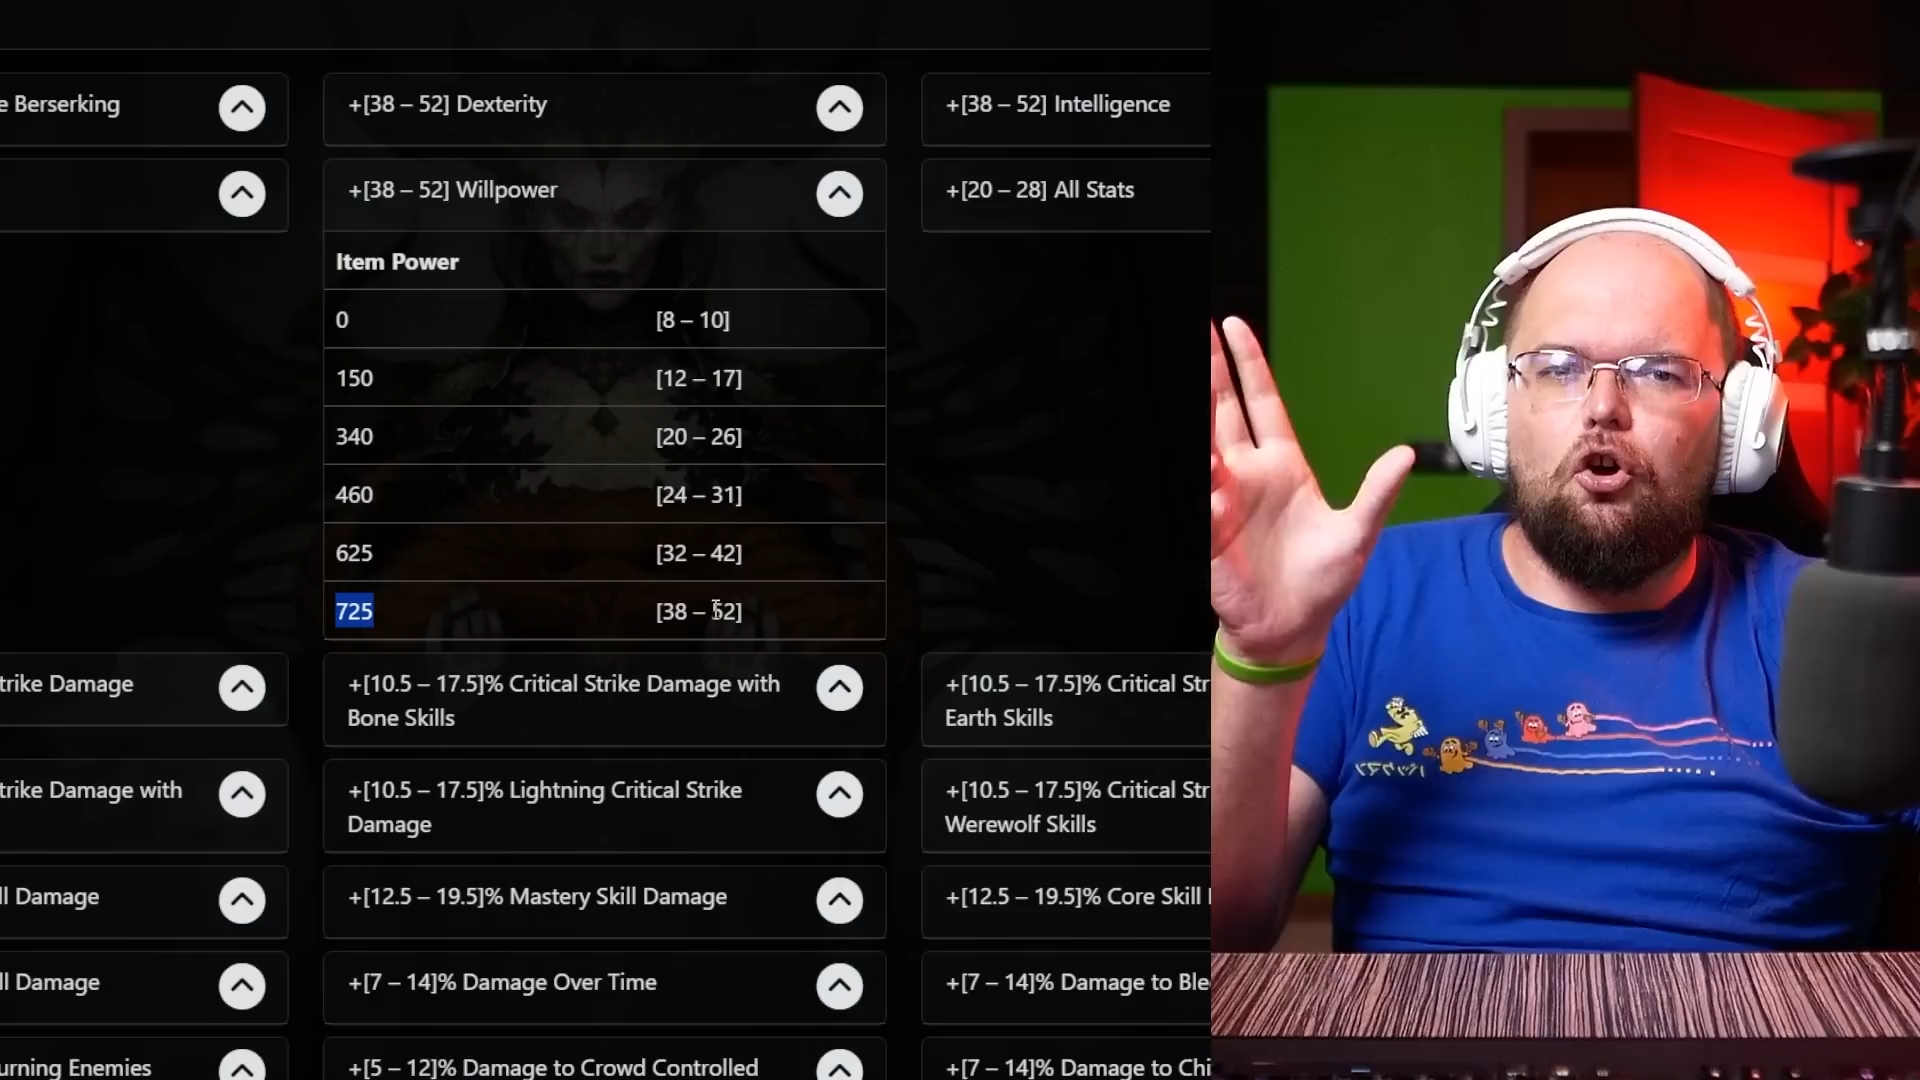 e Berserking
+[38 – 52] Dexterity
+[38 – 52] Intelligence
+[38 – 52] Willpower
+[20 – 28] All Stats
Item Power
0 [8 – 10]
150 [12 – 17]
340 [20 – 26]
460 [24 – 31]
625 [32 – 42]
725 [38 – 52]
trike Damage
+[10.5 – 17.5]% Critical Strike Damage with
Bone Skills
+[10.5 – 17.5]% Critical Str
Earth Skills
trike Damage with
+[10.5 – 17.5]% Lightning Critical Strike
Damage
+[10.5 – 17.5]% Critical Str
Werewolf Skills
ll Damage
+[12.5 – 19.5]% Mastery Skill Damage
+[12.5 – 19.5]% Core Skill
ll Damage
+[7 – 14]% Damage Over Time
+[7 – 14]% Damage to Ble
urning Enemies
+[5 – 12]% Damage to Crowd Controlled
+[7 – 14]% Damage to Chi